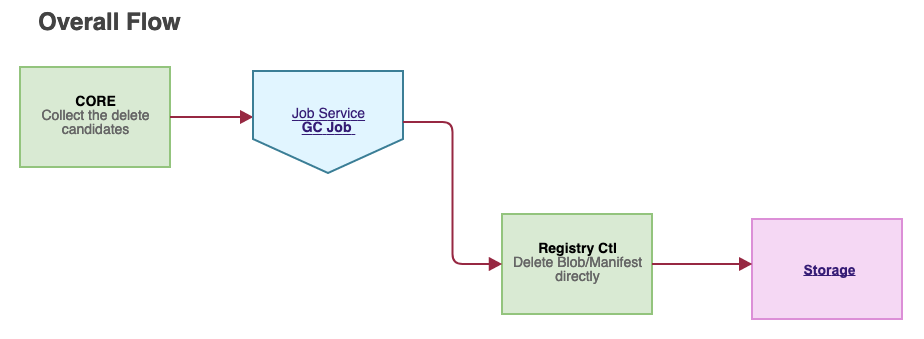 Overall Flow
CORE
Collect the delete
candidates
Job Service
GC Job
Registry Ctl
Delete Blob/Manifest
directly
Storage